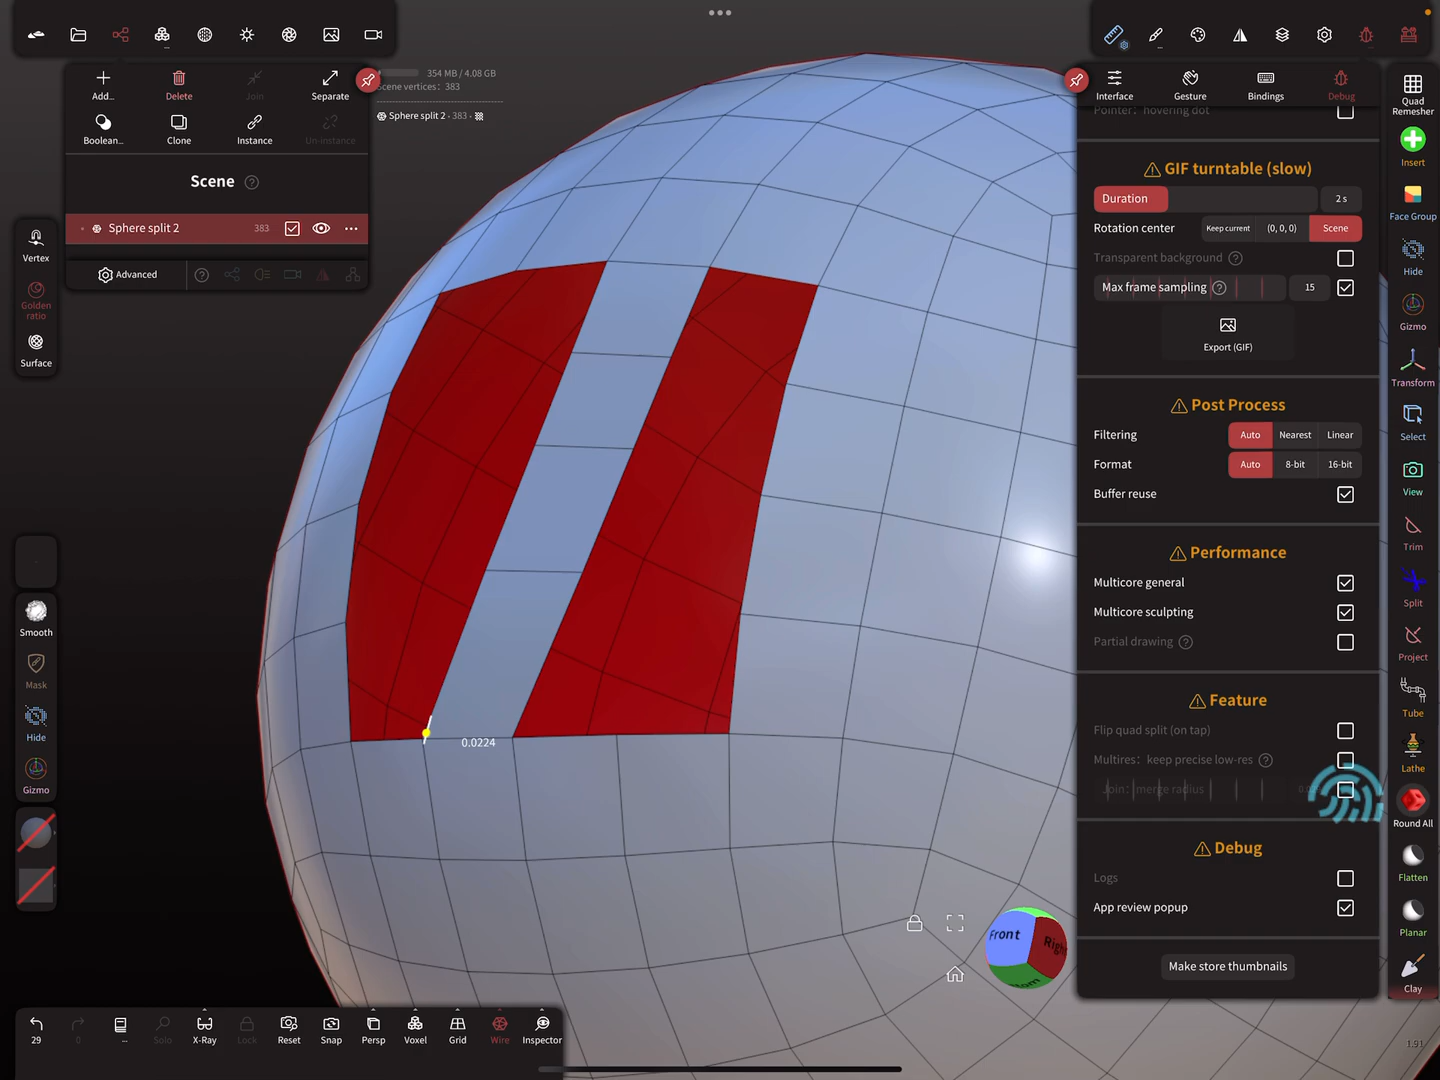 354 MB / 4.08 GB
Scene vertices: 383
Sphere split 2 · 383 ·
Add...
Delete
Join
Separate
Boolean...
Clone
Instance
Un-instance
Scene
Sphere split 2
383
Advanced
Vertex
Golden
ratio
Surface
Smooth
Mask
Hide
Gizmo
0.0224
Front
Right
Interface
Gesture
Bindings
Debug
Pointer: hovering dot
GIF turntable (slow)
Duration
2 s
Rotation center
Keep current
(0, 0, 0)
Scene
Transparent background
Max frame sampling
15
Export (GIF)
Post Process
Filtering
Auto
Nearest
Linear
Format
Auto
8-bit
16-bit
Buffer reuse
Performance
Multicore general
Multicore sculpting
Partial drawing
Feature
Flip quad split (on tap)
Multires: keep precise low-res
Join: merge radius
Debug
Logs
App review popup
Make store thumbnails
Quad
Remesher
Insert
Face Group
Hide
Gizmo
Transform
Select
View
Trim
Split
Project
Tube
Lathe
Round All
Flatten
Planar
Clay
1.91
29
0
...
Solo
X-Ray
Lock
Reset
Snap
Persp
Voxel
Grid
Wire
Inspector